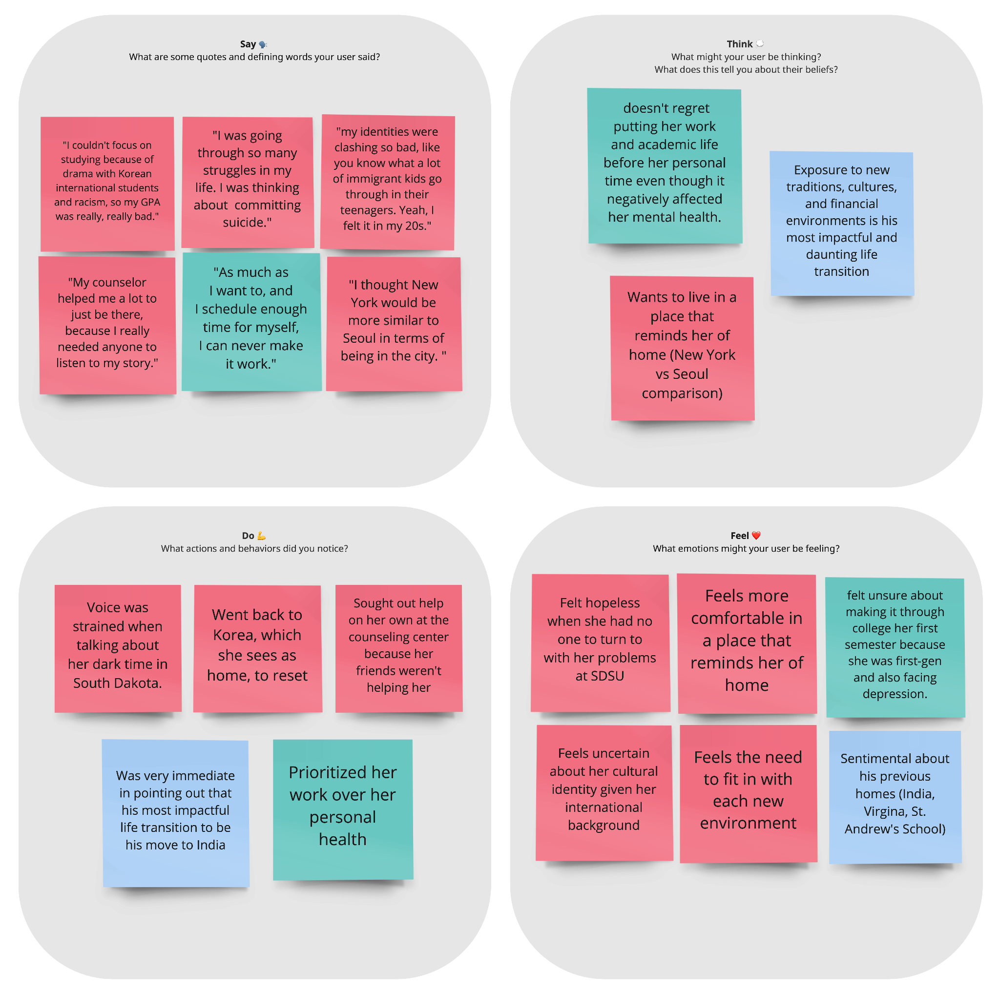 Say 🗣️
What are some quotes and defining words your user said?
"I couldn't focus on
studying because of
drama with Korean
international students
and racism, so my GPA
was really, really bad."
"I was going
through so many
struggles in my
life. I was thinking
about  committing
suicide."
"my identities were
clashing so bad, like
you know what a lot
of immigrant kids go
through in their
teenagers. Yeah, I
felt it in my 20s."
"My counselor
helped me a lot to
just be there,
because I really
needed anyone to
listen to my story."
"As much as
I want to, and
I schedule enough
time for myself,
I can never make
it work."
"I thought New
York would be
more similar to
Seoul in terms of
being in the city. "
Think 💭
What might your user be thinking?
What does this tell you about their beliefs?
doesn't regret
putting her work
and academic life
before her personal
time even though it
negatively affected
her mental health.
Exposure to new
traditions, cultures,
and financial
environments is his
most impactful and
daunting life
transition
Wants to live in a
place that
reminds her of
home (New York
vs Seoul
comparison)
Do 💪
What actions and behaviors did you notice?
Voice was
strained when
talking about
her dark time in
South Dakota.
Went back to
Korea, which
she sees as
home, to reset
Sought out help
on her own at the
counseling center
because her
friends weren't
helping her
Was very immediate
in pointing out that
his most impactful
life transition to be
his move to India
Prioritized her
work over her
personal
health
Feel ❤️
What emotions might your user be feeling?
Felt hopeless
when she had no
one to turn to
with her problems
at SDSU
Feels more
comfortable in
a place that
reminds her of
home
felt unsure about
making it through
college her first
semester because
she was first-gen
and also facing
depression.
Feels uncertain
about her cultural
identity given her
international
background
Feels the need
to fit in with
each new
environment
Sentimental about
his previous
homes (India,
Virgina, St.
Andrew's School)